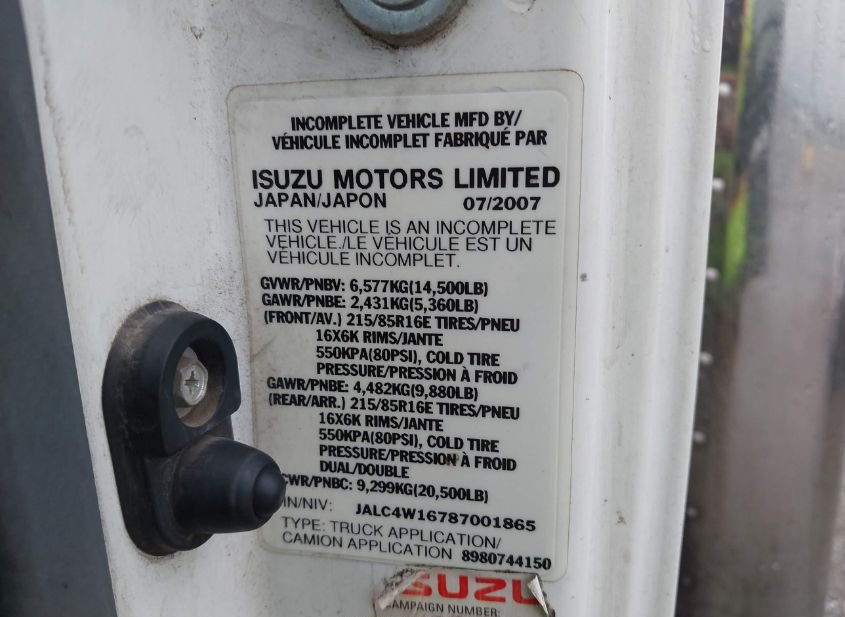 INCOMPLETE VEHICLE MFD BY/
VÉHICULE INCOMPLET FABRIQUÉ PAR
ISUZU MOTORS LIMITED
JAPAN/JAPON 07/2007
THIS VEHICLE IS AN INCOMPLETE
VEHICLE./LE VÉHICULE EST UN
VÉHICULE INCOMPLET.
GVWR/PNBV: 6,577KG(14,500LB)
GAWR/PNBE: 2,431KG(5,360LB)
(FRONT/AV.) 215/85R16E TIRES/PNEU
16X6K RIMS/JANTE
550KPA(80PSI), COLD TIRE
PRESSURE/PRESSION À FROID
GAWR/PNBE: 4,482KG(9,880LB)
(REAR/ARR.) 215/85R16E TIRES/PNEU
16X6K RIMS/JANTE
550KPA(80PSI), COLD TIRE
PRESSURE/PRESSION À FROID
DUAL/DOUBLE
CWR/PNBC: 9,299KG(20,500LB)
IN/NIV: JALC4W16787001865
TYPE: TRUCK APPLICATION/
CAMION APPLICATION 8980744150
ISUZU
CAMPAIGN NUMBER: